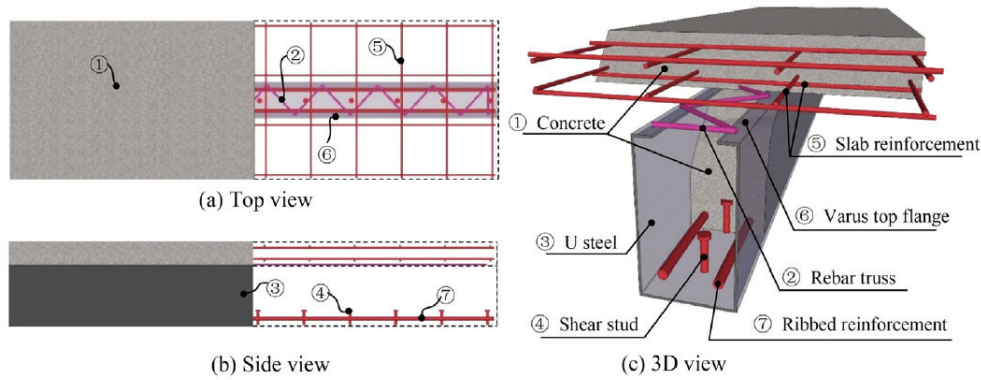 ①
②
⑤
⑥
(a) Top view
③
④
⑦
(b) Side view
① Concrete
⑤ Slab reinforcement
⑥ Varus top flange
③ U steel
② Rebar truss
④ Shear stud
⑦ Ribbed reinforcement
(c) 3D view